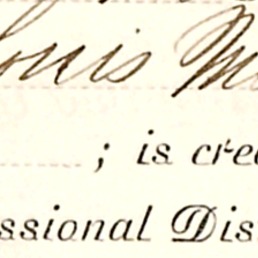 ouis M
; is cre
ssional Dis